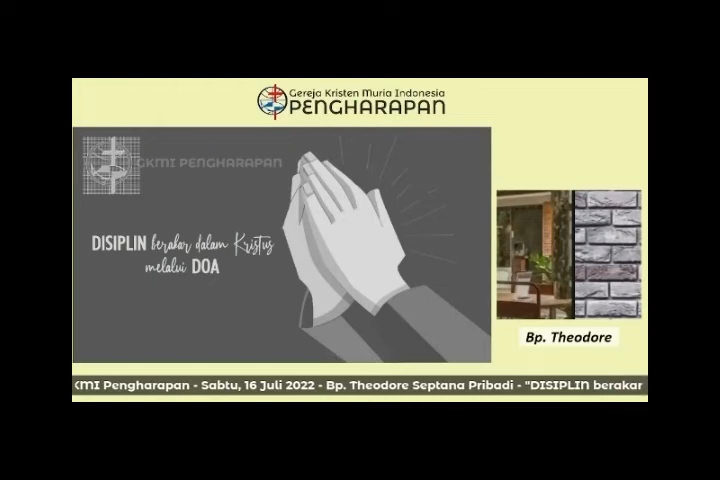 Gereja Kristen Muria Indonesia
PENGHARAPAN
GKMI PENGHARAPAN
DISIPLIN berakar dalam Kristus
melalui DOA
Bp. Theodore
KMI Pengharapan - Sabtu, 16 Juli 2022 - Bp. Theodore Septana Pribadi - "DISIPLIN berakar